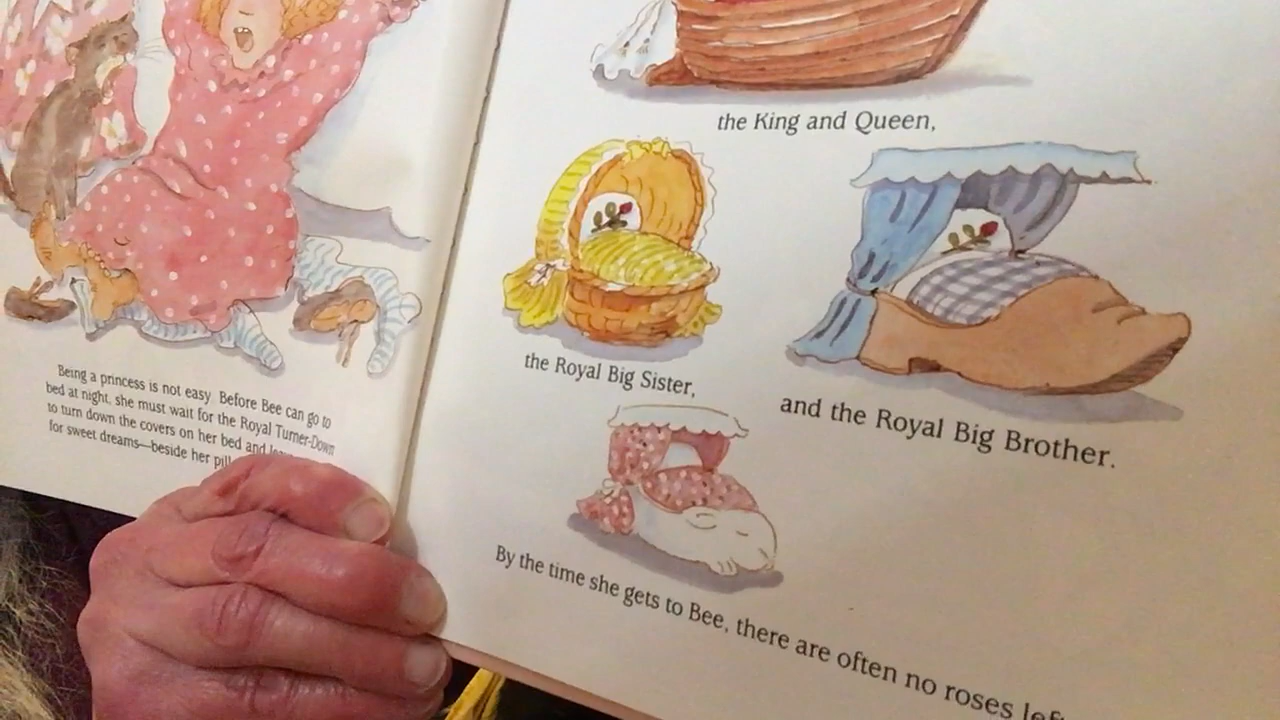 Being a princess is not easy. Before Bee can go to
bed at night, she must wait for the Royal Turner-Down
to turn down the covers on her bed and
for sweet dreams—beside her
the King and Queen,
the Royal Big Sister,
and the Royal Big Brother.
By the time she gets to Bee, there are often no roses left